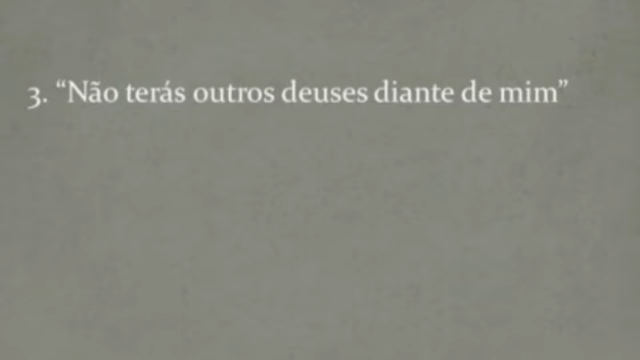 3. “Não terás outros deuses diante de mim”